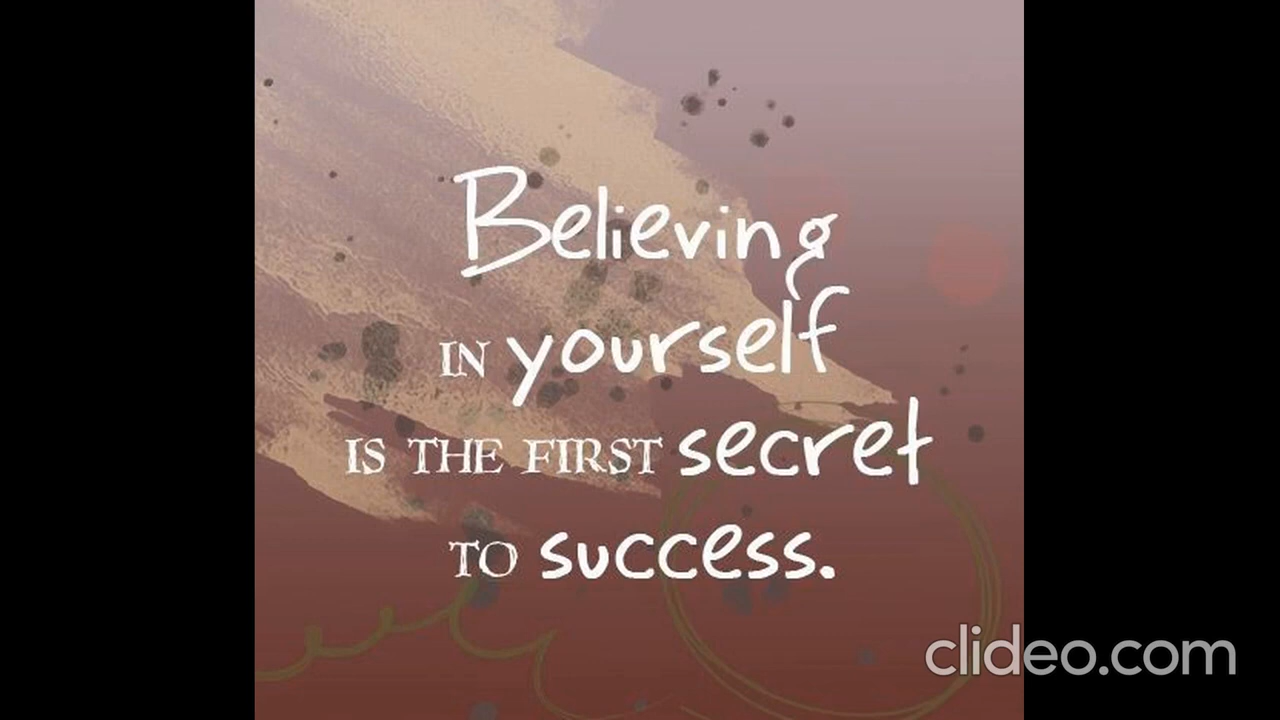 Believing
IN yourself
IS THE FIRST secret
TO success.
clideo.com